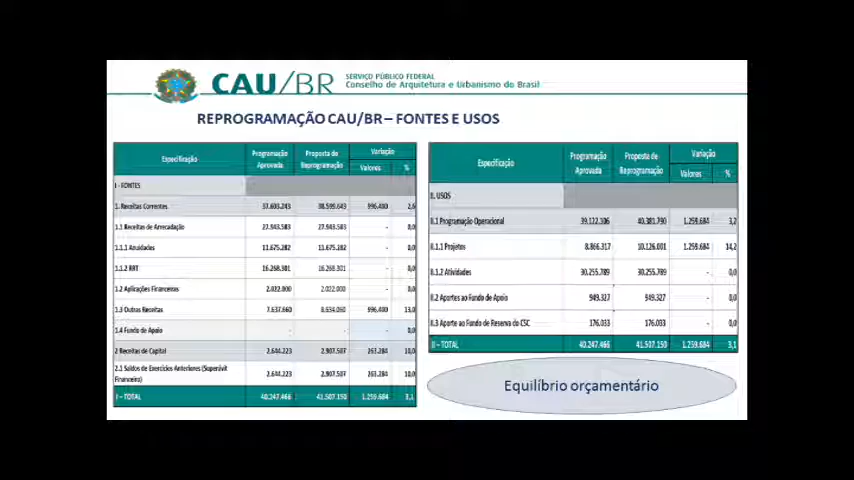 CAU/BR
SERVIÇO PÚBLICO FEDERAL
Conselho de Arquitetura e Urbanismo do Brasil
REPROGRAMAÇÃO CAU/BR – FONTES E USOS
Especificação Programação Aprovada Proposta de Reprogramação Variação
Valores %
I - FONTES
1. Receitas Correntes 37.603.243 38.599.643 996.400 2,6
1.1 Receitas de Arrecadação 27.943.583 27.943.583 - 0,0
1.1.1 Anuidades 11.675.282 11.675.282 - 0,0
1.1.2 RRT 16.268.301 16.268.301 - 0,0
1.2 Aplicações Financeiras 2.022.000 2.022.000 - 0,0
1.3 Outras Receitas 7.637.660 8.634.060 996.400 13,0
1.4 Fundo de Apoio - - - 0,0
2 Receitas de Capital 2.644.223 2.907.507 263.284 10,0
2.1 Saldos de Exercícios Anteriores (Superávit
Financeiro) 2.644.223 2.907.507 263.284 10,0
I – TOTAL 40.247.466 41.507.150 1.259.684 3,1
Especificação Programação Aprovada Proposta de Reprogramação Variação
Valores %
II. USOS
II.1 Programação Operacional 39.122.106 40.381.790 1.259.684 3,2
II.1.1 Projetos 8.866.317 10.126.001 1.259.684 14,2
II.1.2 Atividades 30.255.789 30.255.789 - 0,0
II.2 Aportes ao Fundo de Apoio 949.327 949.327 - 0,0
II.3 Aporte ao Fundo de Reserva do CSC 176.033 176.033 - 0,0
II – TOTAL 40.247.466 41.507.150 1.259.684 3,1
Equilíbrio orçamentário